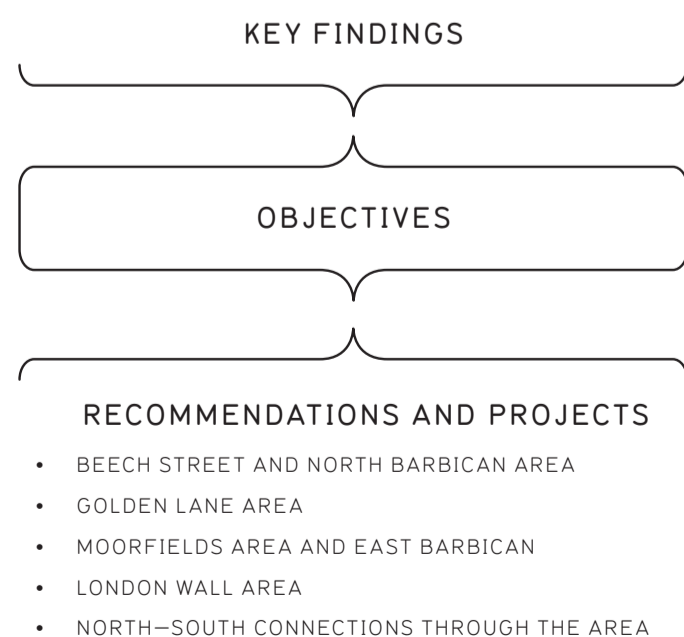 KEY FINDINGS
OBJECTIVES
RECOMMENDATIONS AND PROJECTS
• BEECH STREET AND NORTH BARBICAN AREA
• GOLDEN LANE AREA
• MOORFIELDS AREA AND EAST BARBICAN
• LONDON WALL AREA
• NORTH–SOUTH CONNECTIONS THROUGH THE AREA